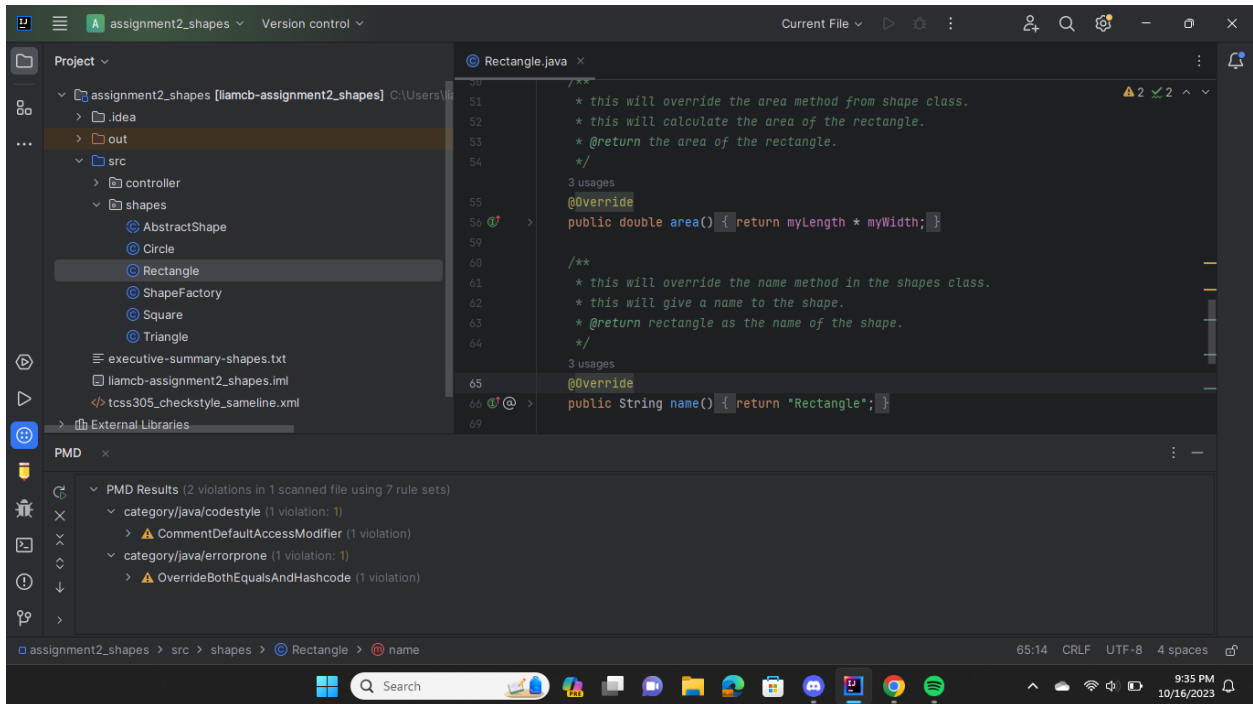 assignment2_shapes Version control Current File
Project
Rectangle.java
assignment2_shapes [liamcb-assignment2_shapes] C:\Users\
.idea
out
src
controller
shapes
AbstractShape
Circle
Rectangle
ShapeFactory
Square
Triangle
executive-summary-shapes.txt
liamcb-assignment2_shapes.iml
tcss305_checkstyle_sameline.xml
External Libraries
2 2
50 /**
51 * this will override the area method from shape class.
52 * this will calculate the area of the rectangle.
53 * @return the area of the rectangle.
54 */
3 usages
55 @Override
56 public double area() { return myLength * myWidth; }
59
60 /**
61 * this will override the name method in the shapes class.
62 * this will give a name to the shape.
63 * @return rectangle as the name of the shape.
64 */
3 usages
65 @Override
66 public String name() { return "Rectangle"; }
69
PMD
PMD Results (2 violations in 1 scanned file using 7 rule sets)
category/java/codestyle (1 violation: 1)
CommentDefaultAccessModifier (1 violation)
category/java/errorprone (1 violation: 1)
OverrideBothEqualsAndHashcode (1 violation)
assignment2_shapes > src > shapes > Rectangle > name 65:14 CRLF UTF-8 4 spaces
Search
9:35 PM
10/16/2023